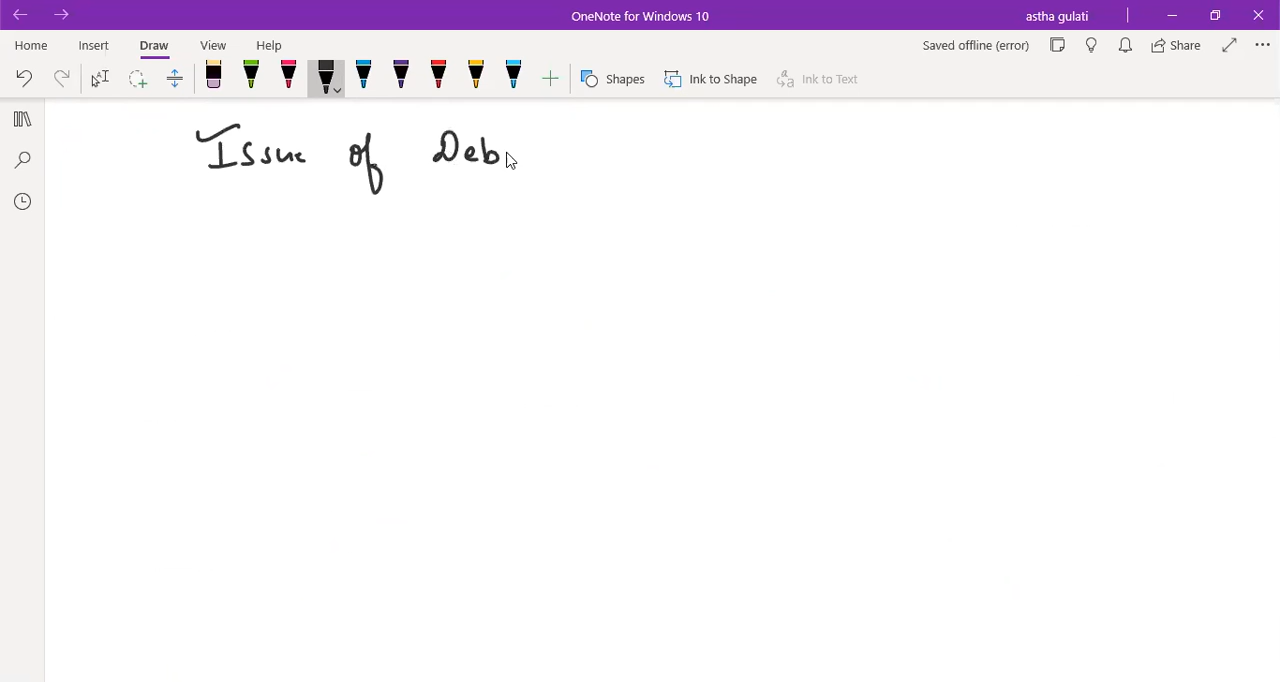 OneNote for Windows 10
astha gulati
Home Insert Draw View Help
Saved offline (error)
Share
Shapes
Ink to Shape
Ink to Text
Issue of Deb